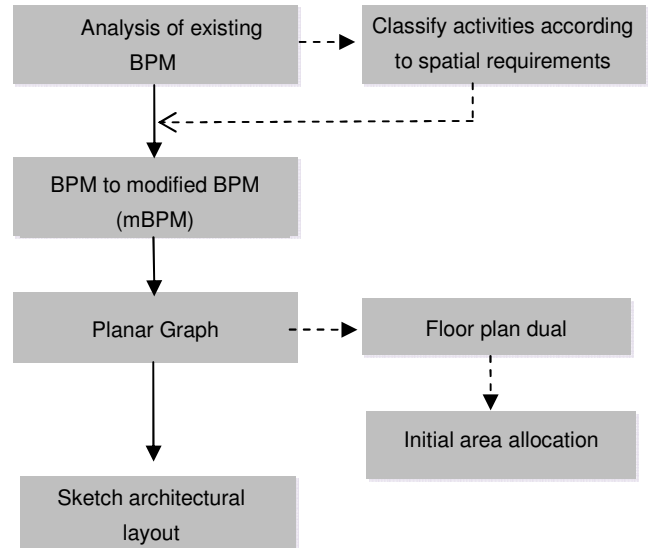 Analysis of existing
BPM
Classify activities according
to spatial requirements
BPM to modified BPM
(mBPM)
Planar Graph
Floor plan dual
Initial area allocation
Sketch architectural
layout